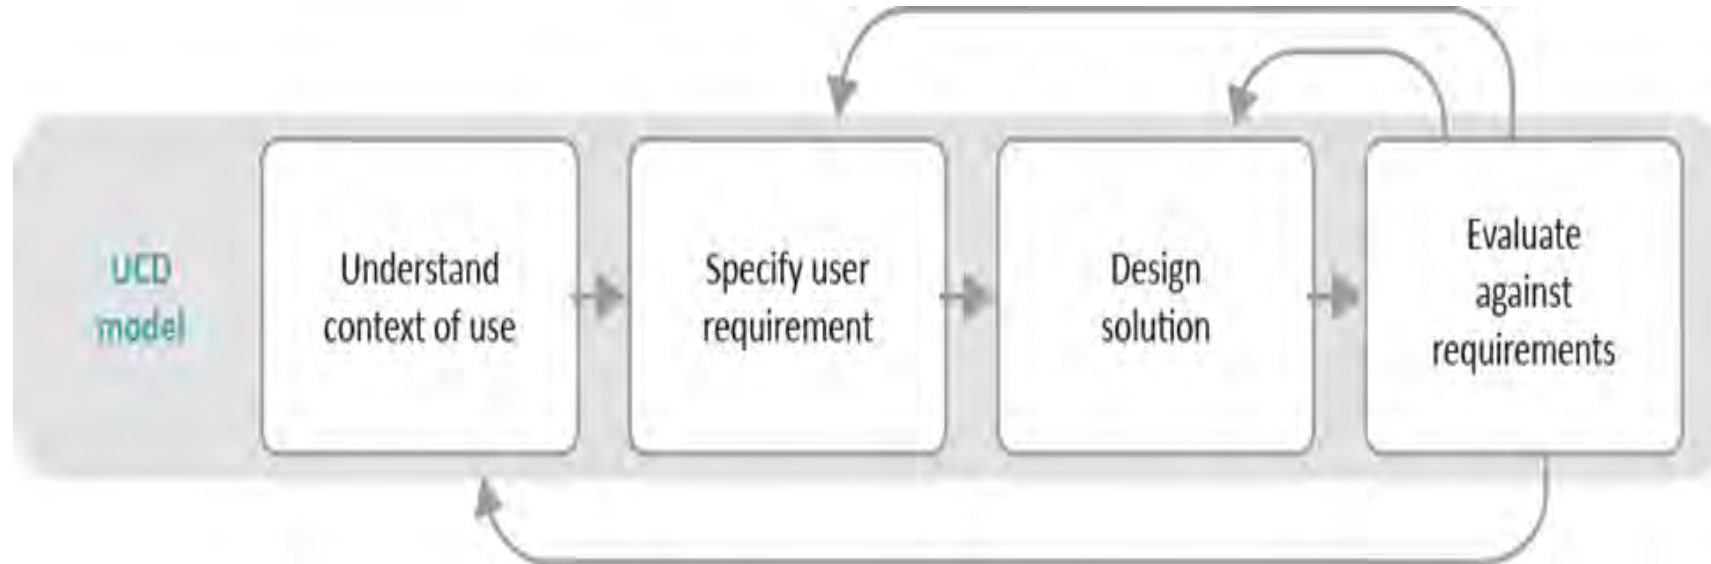 UCD
model
Understand
context of use
Specify user
requirement
Design
solution
Evaluate
against
requirements